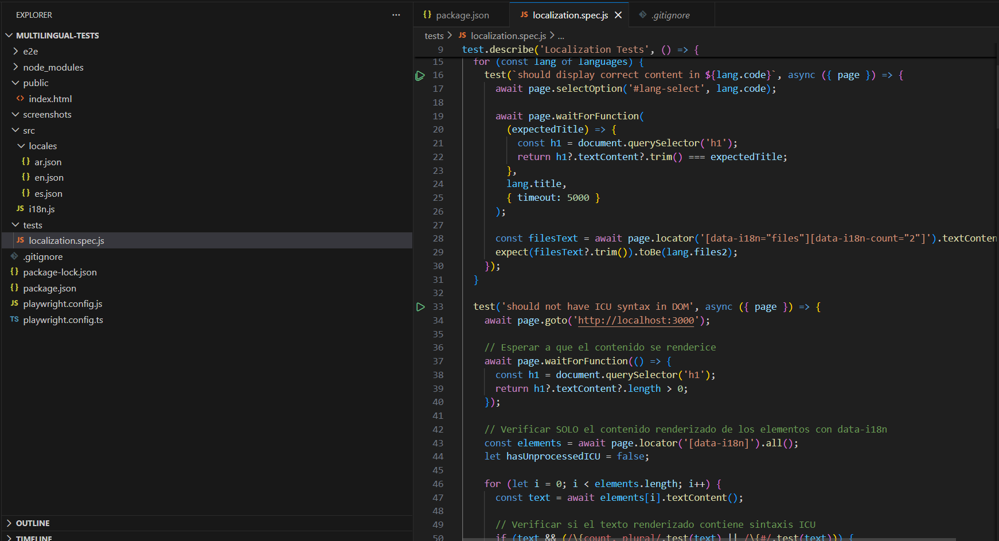 EXPLORER
...
MULTILINGUAL-TESTS
e2e
node_modules
public
<> index.html
screenshots
src
locales
{} ar.json
{} en.json
{} es.json
JS i18n.js
tests
JS localization.spec.js
.gitignore
{} package-lock.json
{} package.json
JS playwright.config.js
TS playwright.config.ts
OUTLINE
TIMELINE
{} package.json
JS localization.spec.js
.gitignore
tests > JS localization.spec.js > ...
9 test.describe('Localization Tests', () => {
15 for (const lang of languages) {
16 test(`should display correct content in ${lang.code}`, async ({ page }) => {
17 await page.selectOption('#lang-select', lang.code);
18
19 await page.waitForFunction(
20 (expectedTitle) => {
21 const h1 = document.querySelector('h1');
22 return h1?.textContent?.trim() === expectedTitle;
23 },
24 lang.title,
25 { timeout: 5000 }
26 );
27
28 const filesText = await page.locator('[data-i18n="files"][data-i18n-count="2"]').textConten
29 expect(filesText?.trim()).toBe(lang.files2);
30 });
31 }
32
33 test('should not have ICU syntax in DOM', async ({ page }) => {
34 await page.goto('http://localhost:3000');
35
36 // Esperar a que el contenido se renderice
37 await page.waitForFunction(() => {
38 const h1 = document.querySelector('h1');
39 return h1?.textContent?.length > 0;
40 });
41
42 // Verificar SOLO el contenido renderizado de los elementos con data-i18n
43 const elements = await page.locator('[data-i18n]').all();
44 let hasUnprocessedICU = false;
45
46 for (let i = 0; i < elements.length; i++) {
47 const text = await elements[i].textContent();
48
49 // Verificar si el texto renderizado contiene sintaxis ICU
50 if (text && (/\{count, plural/.test(text) || /\{#/.test(text))) {